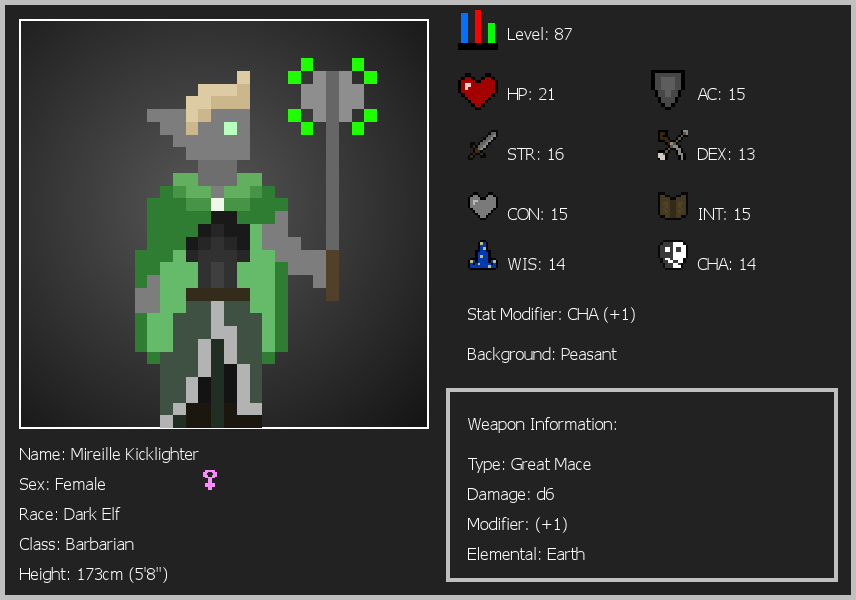 Level: 87
HP: 21
AC: 15
STR: 16
DEX: 13
CON: 15
INT: 15
WIS: 14
CHA: 14
Stat Modifier: CHA (+1)
Background: Peasant
Weapon Information:
Type: Great Mace
Damage: d6
Modifier: (+1)
Elemental: Earth
Name: Mireille Kicklighter
Sex: Female
Race: Dark Elf
Class: Barbarian
Height: 173cm (5'8")